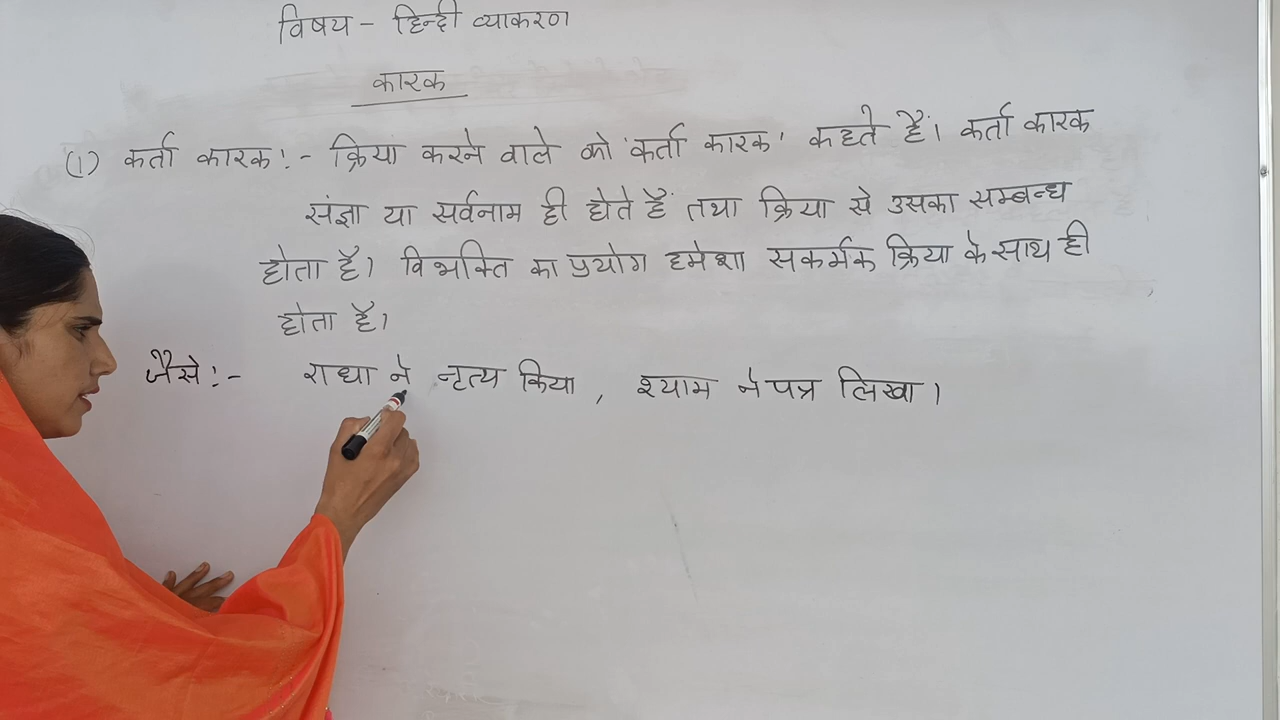 विषय - हिन्दी व्याकरण
कारक
(1) कर्ता कारक :- क्रिया करने वाले को 'कर्ता कारक' कहते हैं। कर्ता कारक
संज्ञा या सर्वनाम ही होते हैं तथा क्रिया से उसका सम्बन्ध
होता है। विभक्ति का प्रयोग हमेशा सकर्मक क्रिया के साथ ही
होता है।
जैसे :- राधा ने नृत्य किया , श्याम ने पत्र लिखा।